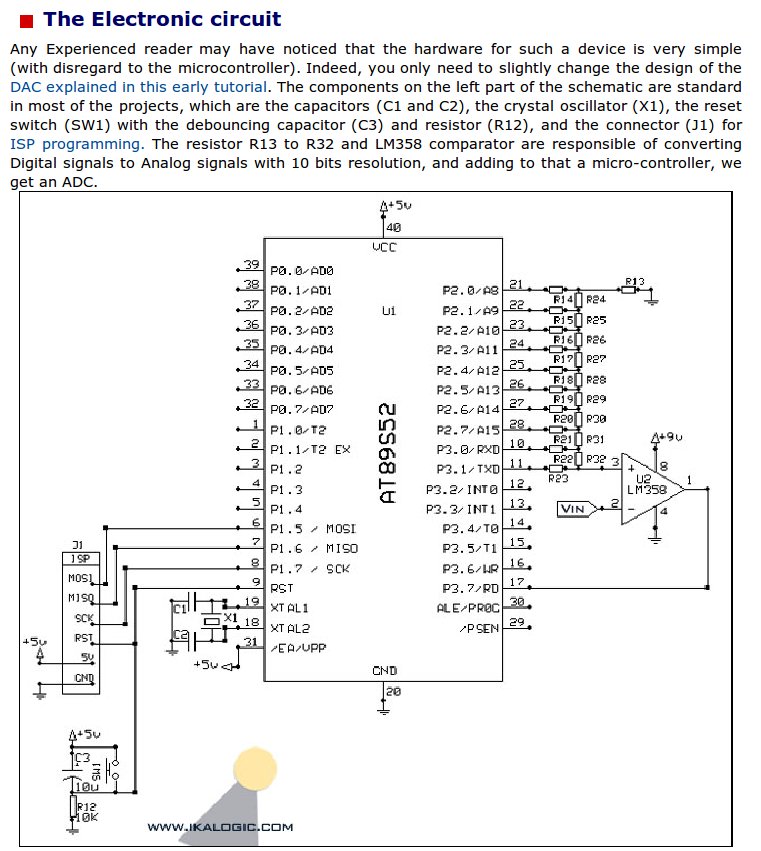 The Electronic circuit
Any Experienced reader may have noticed that the hardware for such a device is very simple
(with disregard to the microcontroller). Indeed, you only need to slightly change the design of the
DAC explained in this early tutorial. The components on the left part of the schematic are standard
in most of the projects, which are the capacitors (C1 and C2), the crystal oscillator (X1), the reset
switch (SW1) with the debouncing capacitor (C3) and resistor (R12), and the connector (J1) for
ISP programming. The resistor R13 to R32 and LM358 comparator are responsible of converting
Digital signals to Analog signals with 10 bits resolution, and adding to that a micro-controller, we
get an ADC.
+5v
40
VCC
39 P0.0/AD0
38 P0.1/AD1 P2.0/A8 21 R13
R14 R24
37 P0.2/AD2 U1 P2.1/A9 22
R15 R25
36 P0.3/AD3 P2.2/A10 23
R16 R26
35 P0.4/AD4 P2.3/A11 24
R17 R27
34 P0.5/AD5 P2.4/A12 25
R18 R28
33 P0.6/AD6 P2.5/A13 26
R19 R29
32 P0.7/AD7 P2.6/A14 27
R20 R30
1 P1.0/T2 P2.7/A15 28
R21 R31 +9v
2 P1.1/T2 EX P3.0/RXD 10
R22 R32
3 P1.2 P3.1/TXD 11 3 + 8
R23
AT89S52
U2 1
LM358
4 P1.3 P3.2/INT0 12
5 P1.4 P3.3/INT1 13 VIN 2 - 4
6 P1.5 / MOSI P3.4/T0 14
7 P1.6 / MISO P3.5/T1 15
8 P1.7 / SCK P3.6/WR 16
9 RST P3.7/RD 17
19 XTAL1 ALE/PROG 30
18 XTAL2 /PSEN 29
31 /EA/VPP
GND
20
C1
X1
C2
+5v
J1
ISP
MOSI
MISO
SCK
RST
+5v
5V
GND
+5v
C3
SW1
10u
R12
10K
WWW.IKALOGIC.COM